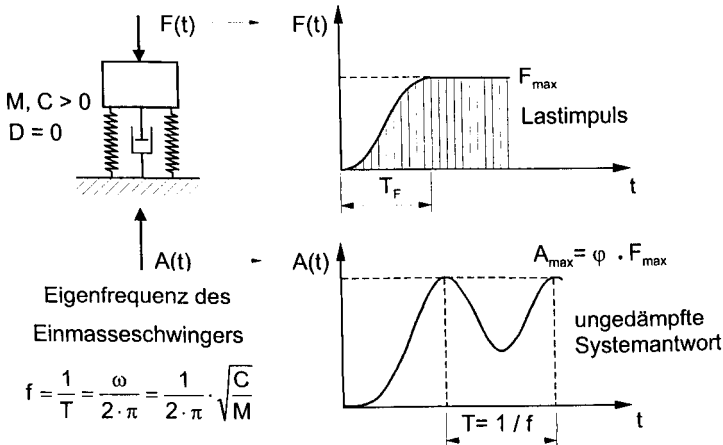 F(t)
F(t)
M, C > 0
D = 0
F_max
Lastimpuls
T_F
t
A(t)
A(t)
A_max = φ . F_max
Eigenfrequenz des
Einmasseschwingers
f = 1/T = ω/(2·π) = 1/(2·π) · √(C/M)
ungedämpfte
Systemantwort
t
T= 1 / f